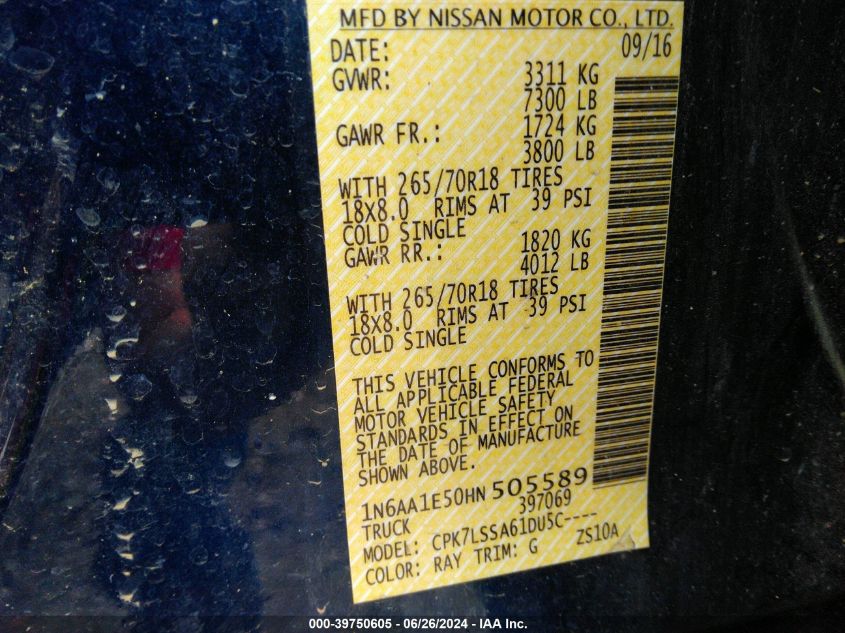 MFD BY NISSAN MOTOR CO., LTD.
DATE: 09/16
GVWR: 3311 KG
7300 LB
GAWR FR.: 1724 KG
3800 LB
WITH 265/70R18 TIRES
18X8.0 RIMS AT 39 PSI
COLD SINGLE
GAWR RR.: 1820 KG
4012 LB
WITH 265/70R18 TIRES
18X8.0 RIMS AT 39 PSI
COLD SINGLE
THIS VEHICLE CONFORMS TO
ALL APPLICABLE FEDERAL
MOTOR VEHICLE SAFETY
STANDARDS IN EFFECT ON
THE DATE OF MANUFACTURE
SHOWN ABOVE.
1N6AA1E50HN 505589
TRUCK 397069
MODEL: CPK7LSSA61DU5C----
COLOR: RAY TRIM: G ZS10A
000-39750605 - 06/26/2024 - IAA Inc.